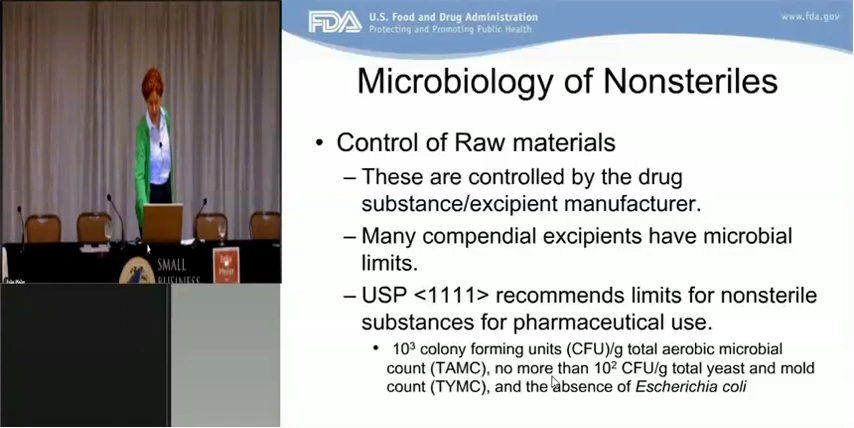 FDA
U.S. Food and Drug Administration
Protecting and Promoting Public Health
www.fda.gov
Microbiology of Nonsteriles
• Control of Raw materials
– These are controlled by the drug
substance/excipient manufacturer.
– Many compendial excipients have microbial
limits.
– USP <1111> recommends limits for nonsterile
substances for pharmaceutical use.
• 10³ colony forming units (CFU)/g total aerobic microbial
count (TAMC), no more than 10² CFU/g total yeast and mold
count (TYMC), and the absence of Escherichia coli
SMALL
BUSINESS